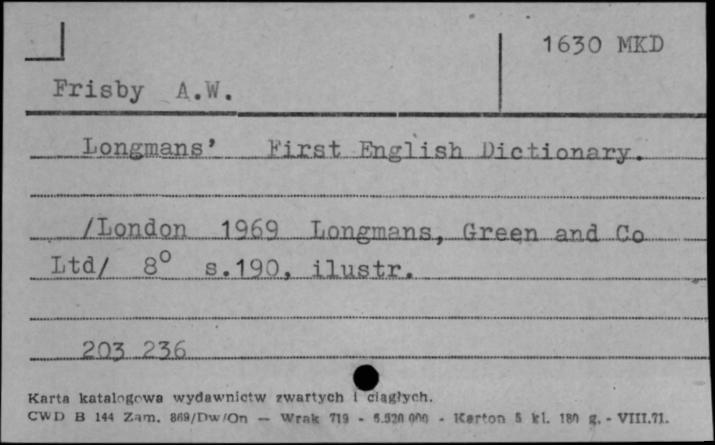 1630 MKD
Frisby A.W.
Longmans' First English Dictionary.
/London 1969 Longmans, Green and Co
Ltd/ 8° s.190, ilustr.
203 236
Karta katalogowa wydawnictw zwartych i ciągłych.
CWD B 144 Zam. 869/Dw/On — Wrak 719 - 6.520 000 - Karton 5 kl. 180 g. - VIII.71.